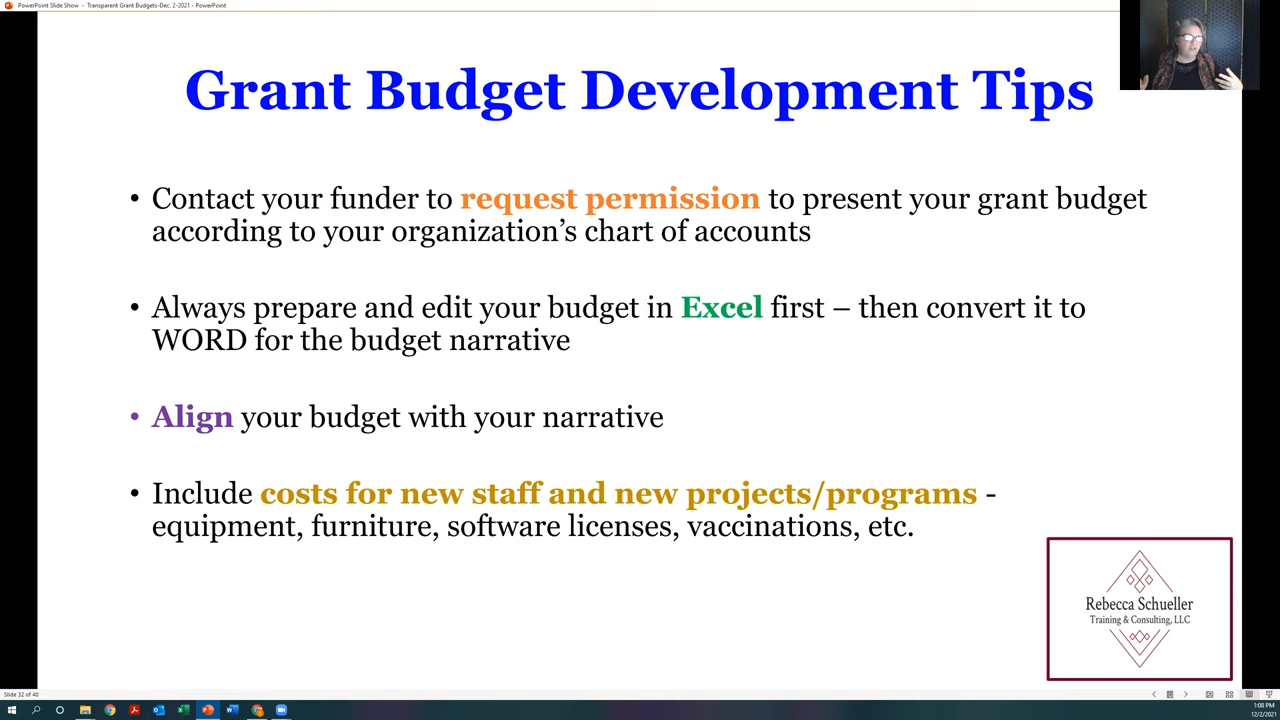 PowerPoint Slide Show - Transparent Grant Budgets-Dec. 2-2021 - PowerPoint
Grant Budget Development Tips
• Contact your funder to request permission to present your grant budget
according to your organization’s chart of accounts
• Always prepare and edit your budget in Excel first – then convert it to
WORD for the budget narrative
• Align your budget with your narrative
• Include costs for new staff and new projects/programs -
equipment, furniture, software licenses, vaccinations, etc.
Rebecca Schueller
Training & Consulting, LLC
Slide 32 of 40
1:08 PM
12/2/2021